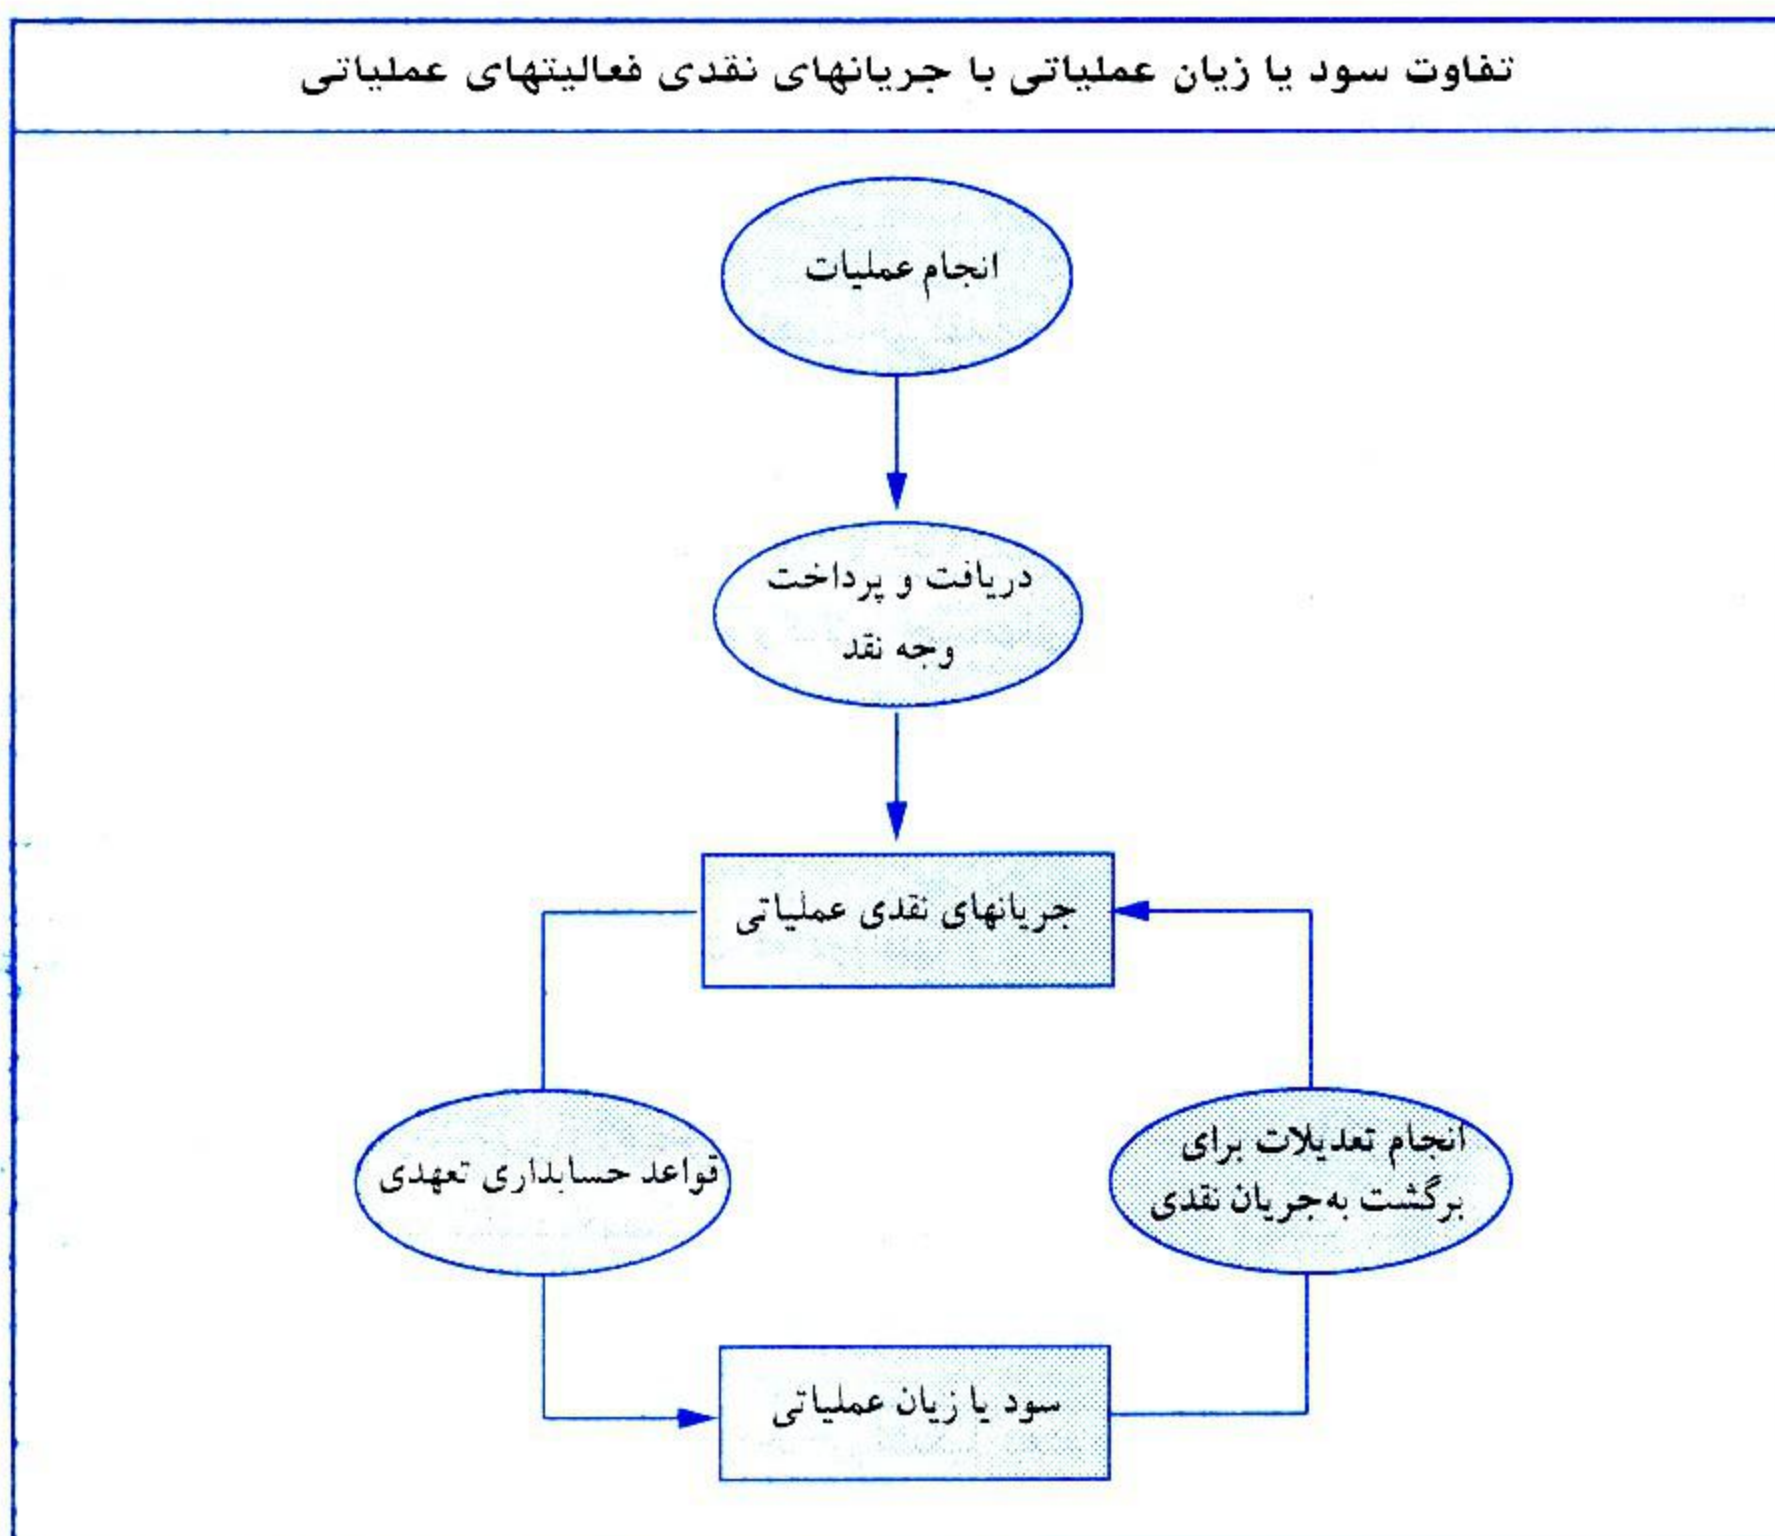 تفاوت سود یا زیان عملیاتی با جریانهای نقدی فعالیتهای عملیاتی
انجام عملیات
دریافت و پرداخت
وجه نقد
جریانهای نقدی عملیاتی
انجام تعدیلات برای
برگشت به جریان نقدی
قواعد حسابداری تعهدی
سود یا زیان عملیاتی